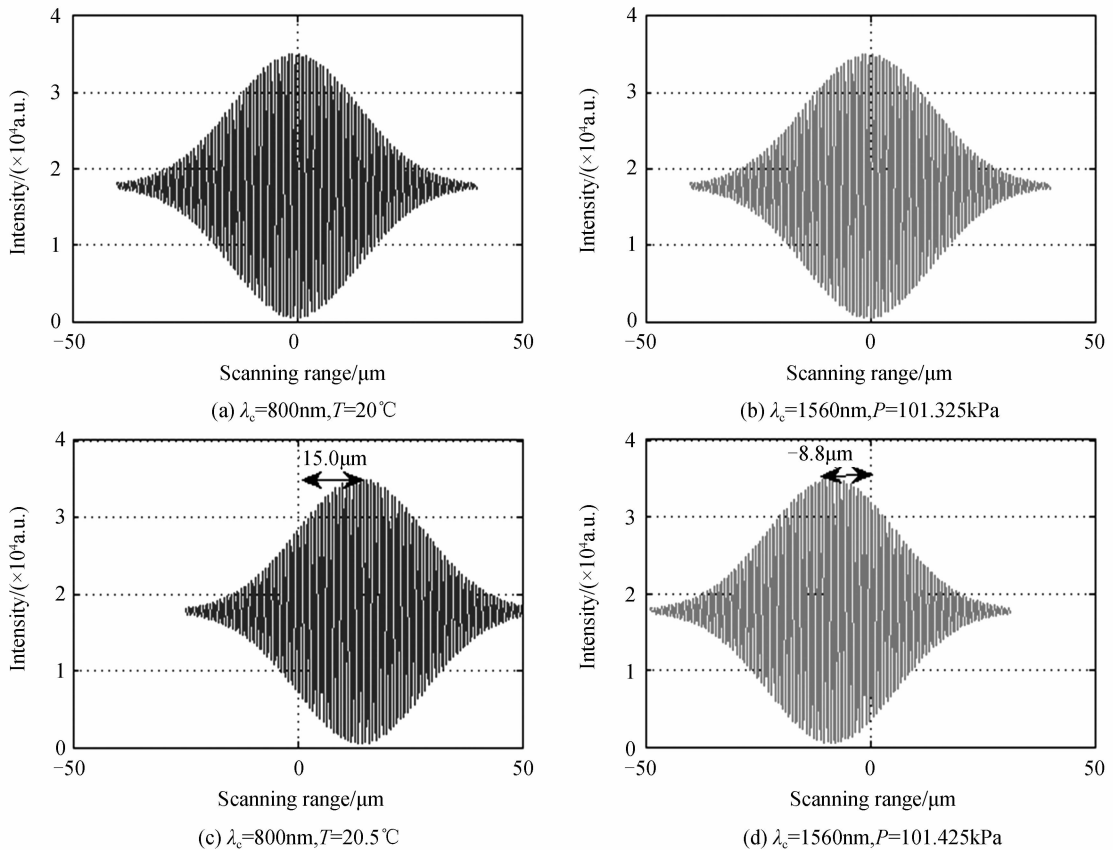 4
3
2
1
0
Intensity/(×10⁴a.u.)
−50
0
50
Scanning range/μm
(a) λc=800nm,T=20℃
4
3
2
1
0
Intensity/(×10⁴a.u.)
−50
0
50
Scanning range/μm
(b) λc=1560nm,P=101.325kPa
4
3
2
1
0
Intensity/(×10⁴a.u.)
15.0μm
−50
0
50
Scanning range/μm
(c) λc=800nm,T=20.5℃
4
3
2
1
0
Intensity/(×10⁴a.u.)
−8.8μm
−50
0
50
Scanning range/μm
(d) λc=1560nm,P=101.425kPa